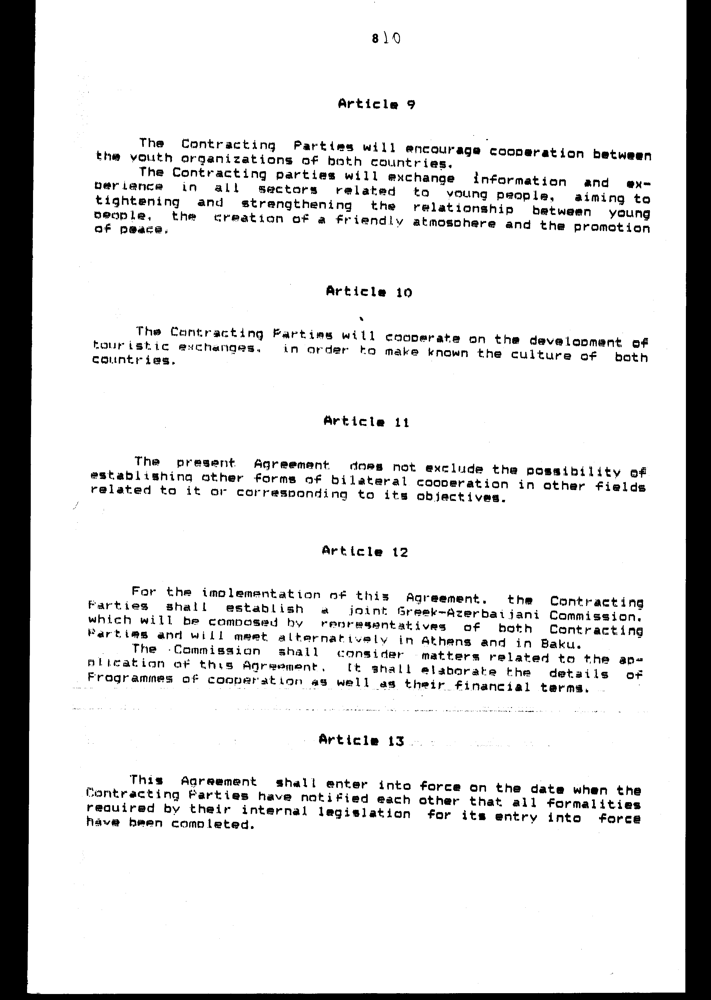 810
Article 9
The Contracting Parties will encourage cooperation between
the youth organizations of both countries.
The Contracting parties will exchange information and ex-
perience in all sectors related to young people, aiming to
tightening and strengthening the relationship between young
people, the creation of a friendly atmosphere and the promotion
of peace.
Article 10
The Contracting Parties will cooperate on the development of
touristic exchanges, in order to make known the culture of both
countries.
Article 11
The present Agreement does not exclude the possibility of
establishing other forms of bilateral cooperation in other fields
related to it or corresponding to its objectives.
Article 12
For the implementation of this Agreement, the Contracting
Parties shall establish a joint Greek-Azerbaijani Commission,
which will be composed by representatives of both Contracting
Parties and will meet alternatively in Athens and in Baku.
The Commission shall consider matters related to the ap-
plication of this Agreement. It shall elaborate the details of
Programmes of cooperation as well as their financial terms.
Article 13
This Agreement shall enter into force on the date when the
Contracting Parties have notified each other that all formalities
required by their internal legislation for its entry into force
have been completed.